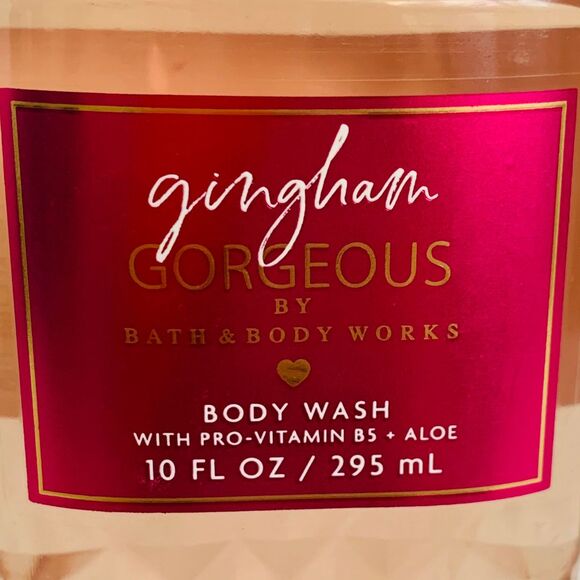 gingham
GORGEOUS
BY
BATH & BODY WORKS
BODY WASH
WITH PRO-VITAMIN B5 + ALOE
10 FL OZ / 295 mL